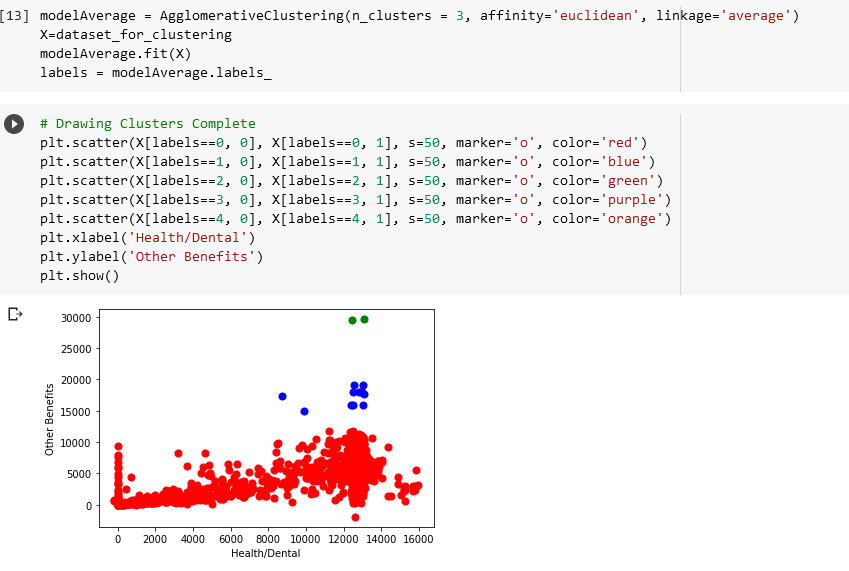 [13] modelAverage = AgglomerativeClustering(n_clusters = 3, affinity='euclidean', linkage='average')
X=dataset_for_clustering
modelAverage.fit(X)
labels = modelAverage.labels_
# Drawing Clusters Complete
plt.scatter(X[labels==0, 0], X[labels==0, 1], s=50, marker='o', color='red')
plt.scatter(X[labels==1, 0], X[labels==1, 1], s=50, marker='o', color='blue')
plt.scatter(X[labels==2, 0], X[labels==2, 1], s=50, marker='o', color='green')
plt.scatter(X[labels==3, 0], X[labels==3, 1], s=50, marker='o', color='purple')
plt.scatter(X[labels==4, 0], X[labels==4, 1], s=50, marker='o', color='orange')
plt.xlabel('Health/Dental')
plt.ylabel('Other Benefits')
plt.show()
30000
25000
20000
15000
10000
5000
0
Other Benefits
0 2000 4000 6000 8000 10000 12000 14000 16000
Health/Dental